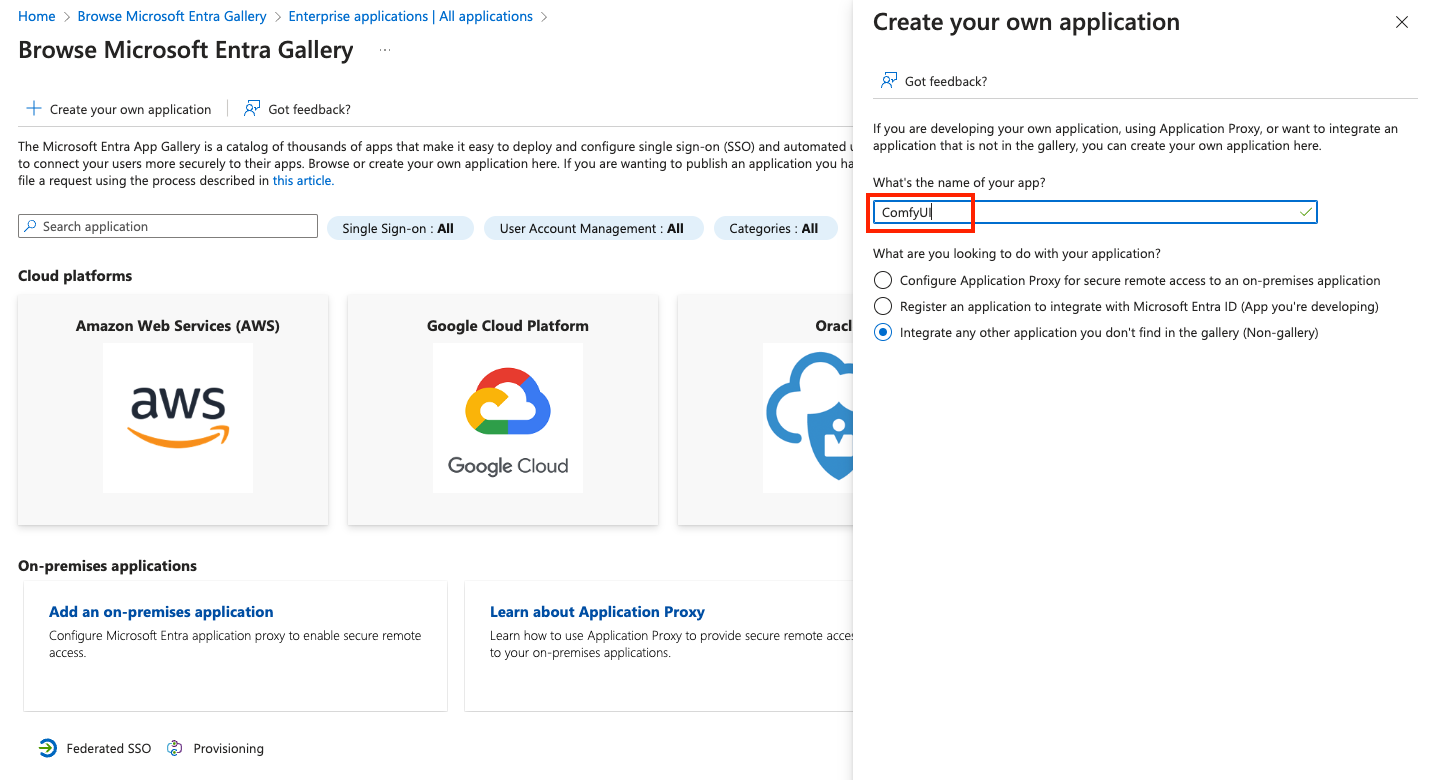 Home > Browse Microsoft Entra Gallery > Enterprise applications | All applications >
Browse Microsoft Entra Gallery ...
Create your own application
Got feedback?
The Microsoft Entra App Gallery is a catalog of thousands of apps that make it easy to deploy and configure single sign-on (SSO) and automated
to connect your users more securely to their apps. Browse or create your own application here. If you are wanting to publish an application you
file a request using the process described in this article.
Search application
Single Sign-on : All
User Account Management : All
Categories : All
Cloud platforms
Amazon Web Services (AWS)
aws
Google Cloud Platform
Google Cloud
On-premises applications
Add an on-premises application
Configure Microsoft Entra application proxy to enable secure remote
access.
Learn about Application Proxy
Learn how to use Application Proxy to provide secure remote
to your on-premises applications.
Federated SSO
Provisioning
Create your own application
Got feedback?
If you are developing your own application, using Application Proxy, or want to integrate an
application that is not in the gallery, you can create your own application here.
What's the name of your app?
ComfyUI
What are you looking to do with your application?
Configure Application Proxy for secure remote access to an on-premises application
Register an application to integrate with Microsoft Entra ID (App you're developing)
Integrate any other application you don't find in the gallery (Non-gallery)